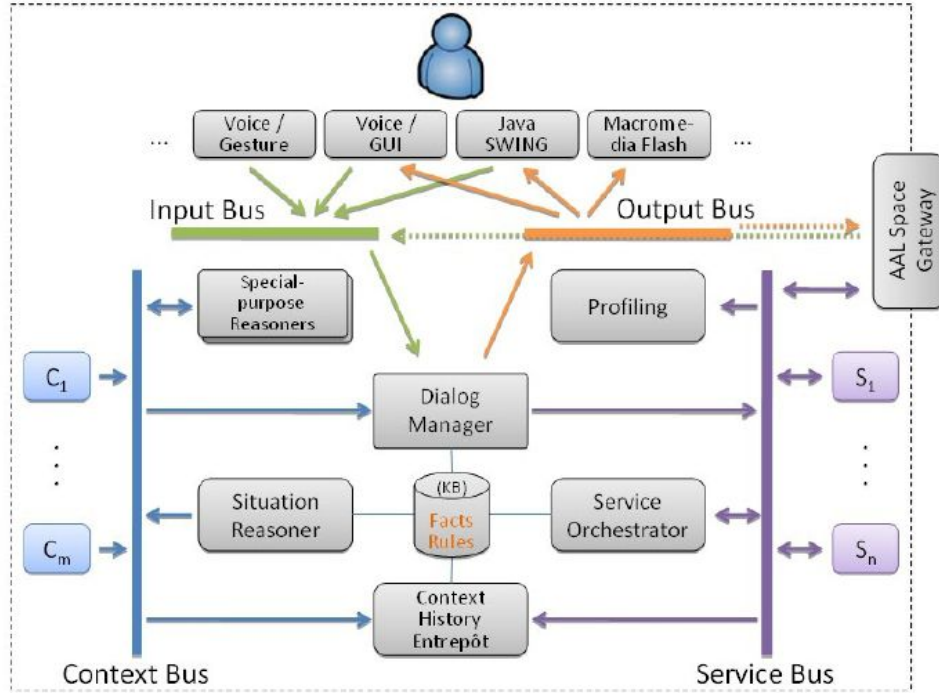 ...
Voice /
Gesture
Voice /
GUI
Java
SWING
Macrome-
dia Flash
...
Input Bus
Output Bus
AAL Space
Gateway
Special-
purpose
Reasoners
Profiling
C1
S1
Dialog
Manager
(KB)
Facts
Rules
Situation
Reasoner
Service
Orchestrator
Cm
Sn
Context
History
Entrepôt
Context Bus
Service Bus